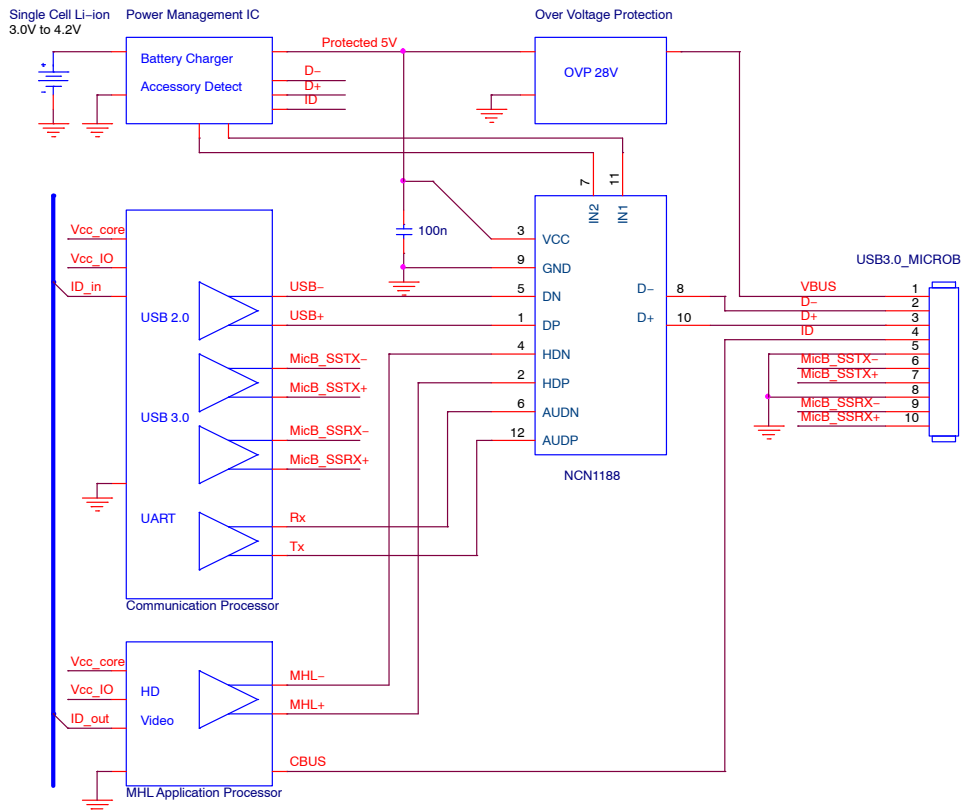 Single Cell Li-ion
3.0V to 4.2V
Power Management IC
Over Voltage Protection
+
-
Battery Charger
Accessory Detect
Protected 5V
D-
D+
ID
OVP 28V
7
11
IN2
IN1
100n
3
VCC
9
GND
5
DN
1
DP
4
HDN
2
HDP
6
AUDN
12
AUDP
D-
8
D+
10
NCN1188
USB3.0_MICROB
VBUS
1
D-
2
D+
3
ID
4
5
MicB_SSTX-
6
MicB_SSTX+
7
8
MicB_SSRX-
9
MicB_SSRX+
10
Vcc_core
Vcc_IO
ID_in
USB 2.0
USB-
USB+
MicB_SSTX-
MicB_SSTX+
USB 3.0
MicB_SSRX-
MicB_SSRX+
UART
Rx
Tx
Communication Processor
Vcc_core
Vcc_IO
ID_out
HD
Video
MHL-
MHL+
CBUS
MHL Application Processor